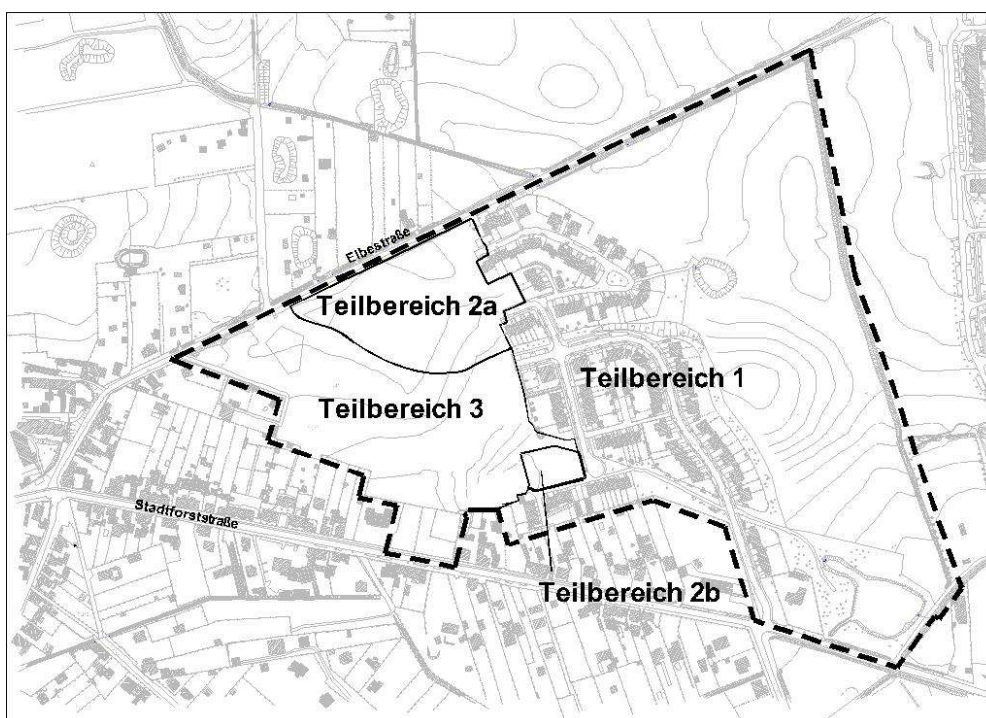 Elbestraße
Teilbereich 2a
Teilbereich 1
Teilbereich 3
Stadtforststraße
Teilbereich 2b